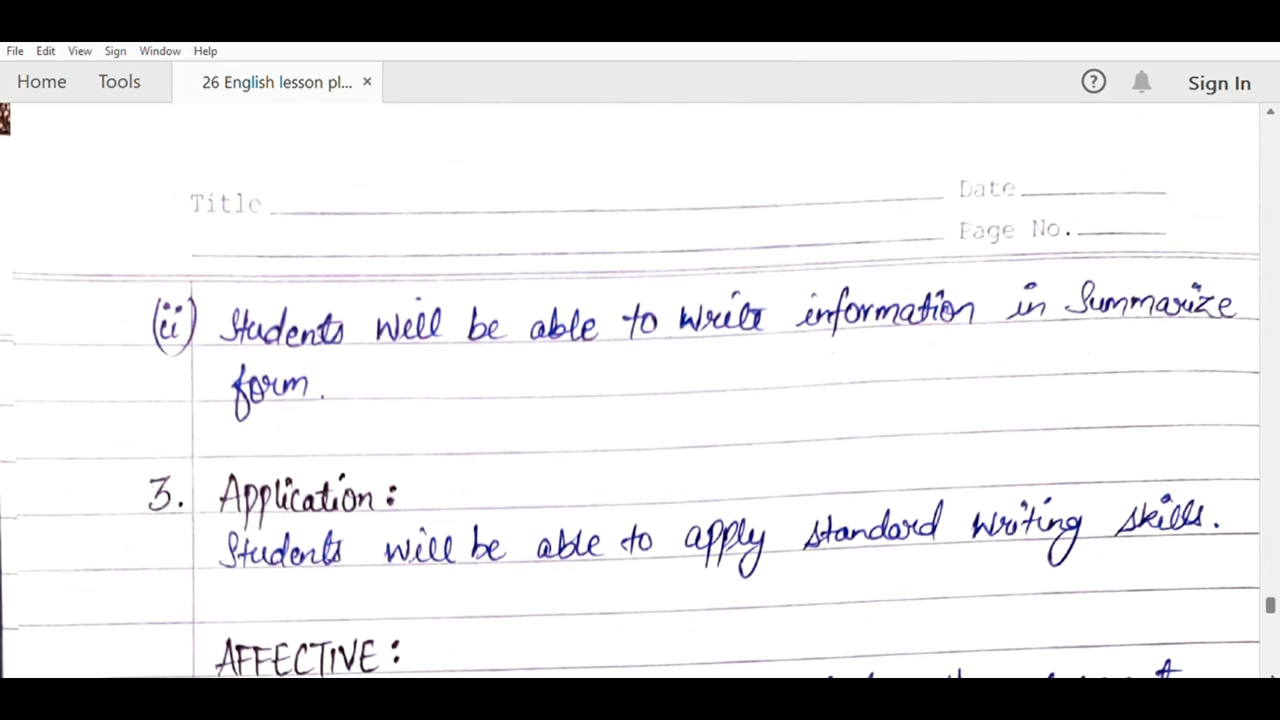 File Edit View Sign Window Help
Home Tools 26 English lesson pl... × Sign In
Title Date
Page No.
(ii) Students will be able to write information in Summarize
form.
3. Application:
Students will be able to apply standard writing skills.
AFFECTIVE: